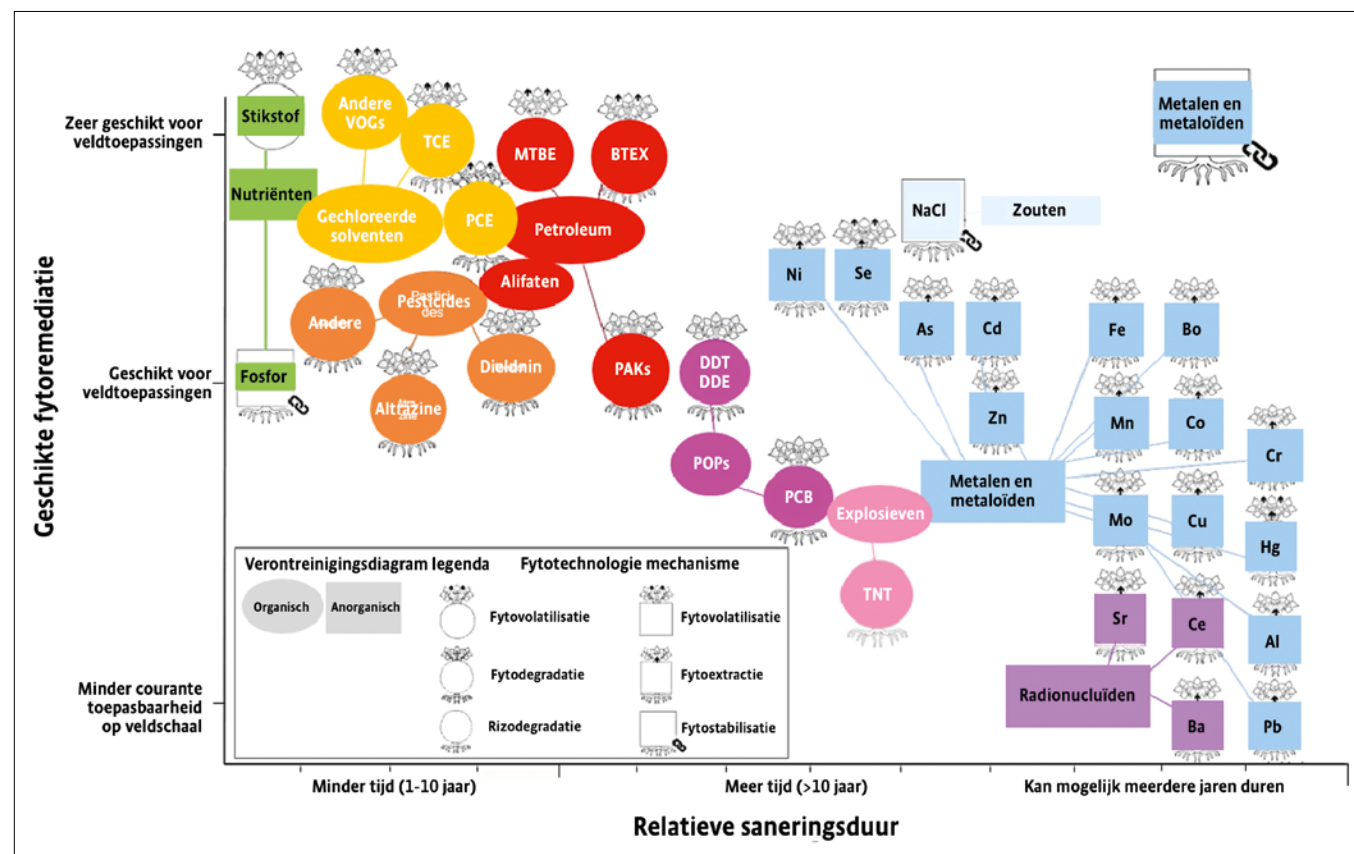 Geschikte fytoremediatie
Zeer geschikt voor
veldtoepassingen
Geschikt voor
veldtoepassingen
Minder courante
toepasbaarheid
op veldschaal
Stikstof
Nutriënten
Fosfor
Andere
VOGs
TCE
Gechloreerde
solventen
PCE
MTBE
BTEX
Petroleum
Alifaten
PAKs
Pesticides
Pestici
des
Andere
Altrazine
Dieldnin
DDT
DDE
POPs
PCB
Explosieven
TNT
NaCl
Zouten
Metalen en
metaloïden
Ni
Se
As
Cd
Zn
Fe
Bo
Mn
Co
Cr
Metalen en
metaloïden
Mo
Cu
Hg
Sr
Ce
Al
Radionucluïden
Ba
Pb
Verontreinigingsdiagram legenda
Organisch
Anorganisch
Fytotechnologie mechanisme
Fytovolatilisatie
Fytodegradatie
Rizodegradatie
Fytovolatilisatie
Fytoextractie
Fytostabilisatie
Minder tijd (1-10 jaar)
Meer tijd (>10 jaar)
Kan mogelijk meerdere jaren duren
Relatieve saneringsduur